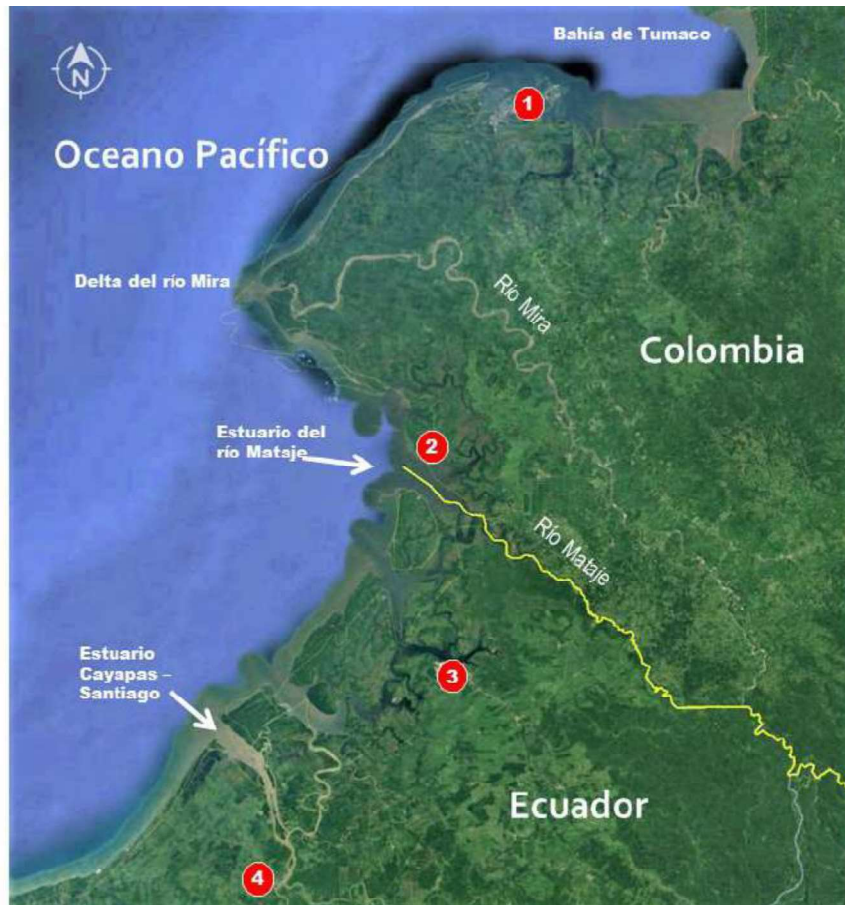 Bahía de Tumaco
N
1
Oceano Pacífico
Delta del río Mira
Río Mira
Colombia
Estuario del
río Mataje
2
Río Mataje
Estuario
Cayapas –
Santiago
3
Ecuador
4